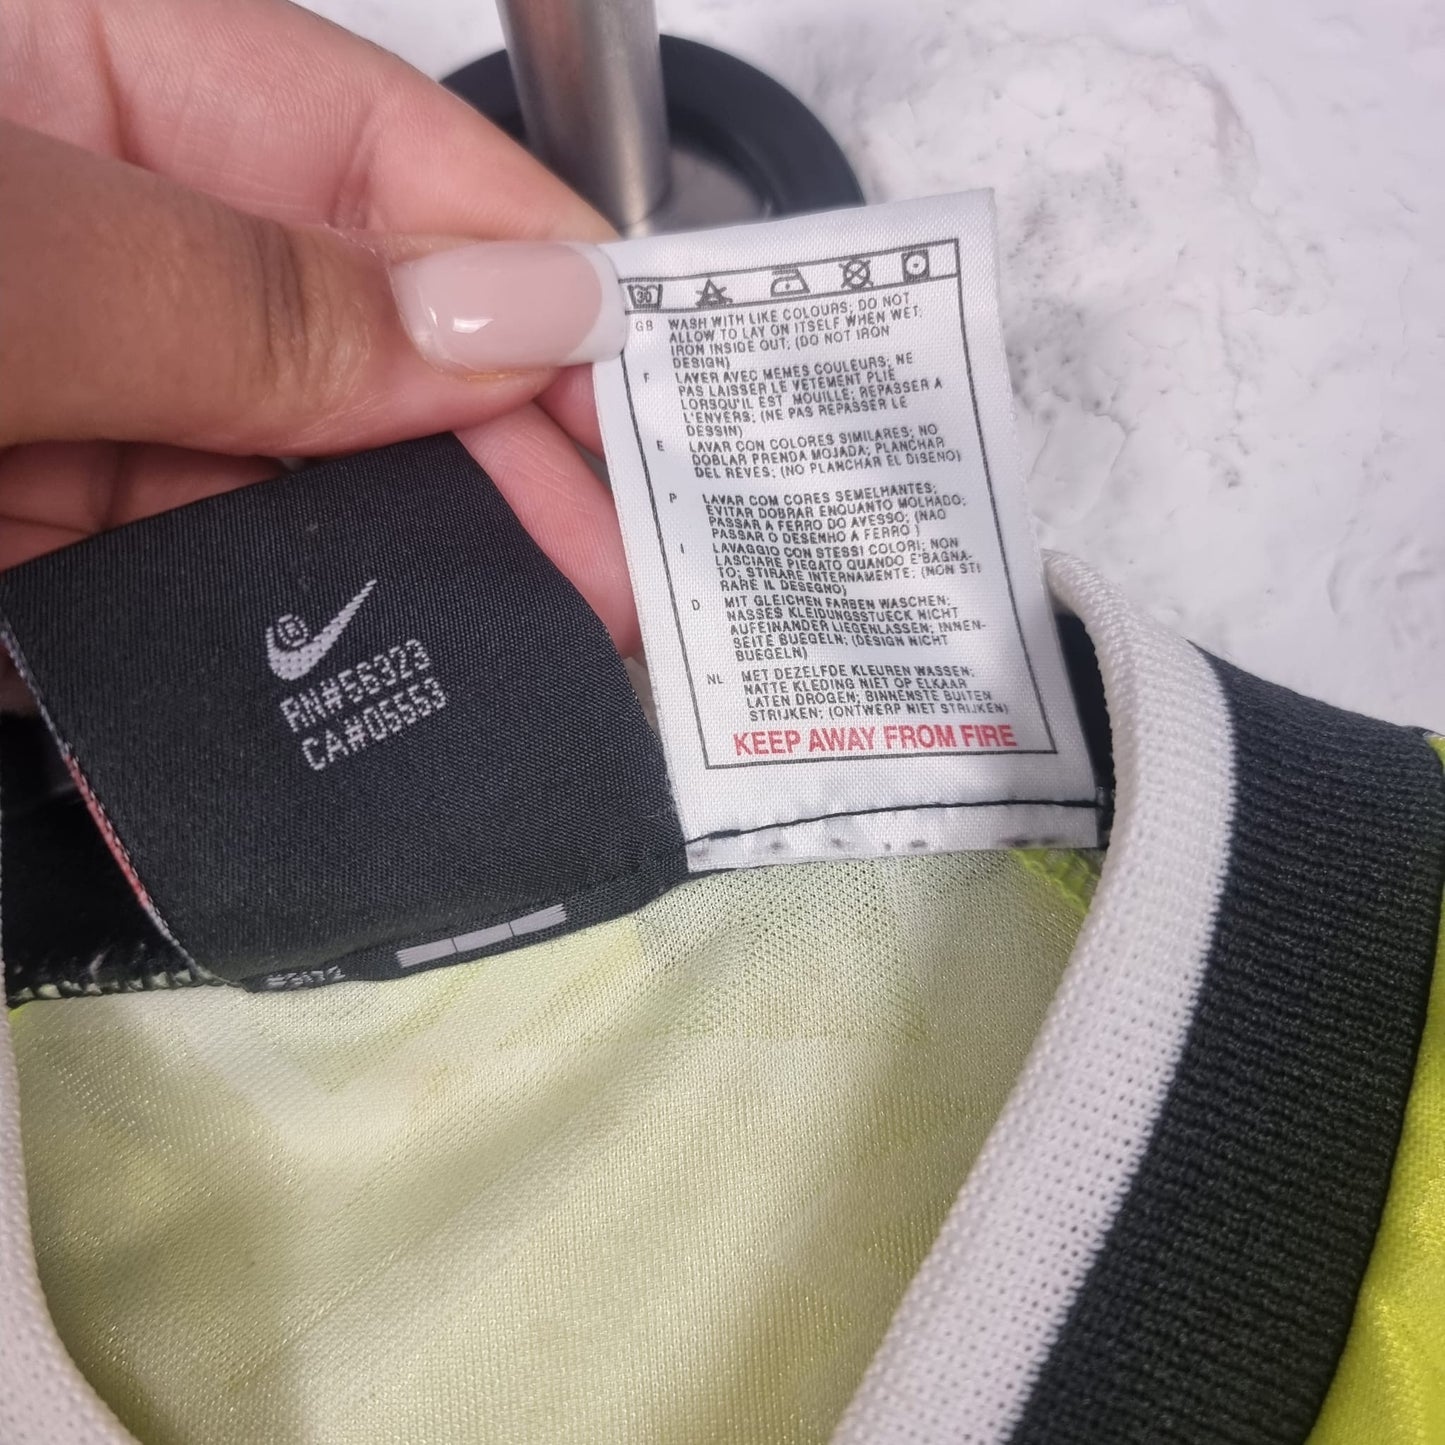 30
GB WASH WITH LIKE COLOURS; DO NOT
ALLOW TO LAY ON ITSELF WHEN WET;
IRON INSIDE OUT; (DO NOT IRON
DESIGN)
F LAVER AVEC MEMES COULEURS; NE
PAS LAISSER LE VETEMENT PLIE
LORSQU'IL EST MOUILLE; REPASSER A
L'ENVERS; (NE PAS REPASSER LE
DESSIN)
E LAVAR CON COLORES SIMILARES; NO
DOBLAR PRENDA MOJADA; PLANCHAR
DEL REVES; (NO PLANCHAR EL DISENO)
P LAVAR COM CORES SEMELHANTES;
EVITAR DOBRAR ENQUANTO MOLHADO;
PASSAR A FERRO DO AVESSO; (NAO
PASSAR O DESENHO A FERRO )
I LAVAGGIO CON STESSI COLORI; NON
LASCIARE PIEGATO QUANDO E'BAGNA-
TO; STIRARE INTERNAMENTE; (NON STI
RARE IL DESEGNO)
D MIT GLEICHEN FARBEN WASCHEN;
NASSES KLEIDUNGSSTUECK NICHT
AUFEINANDER LIEGENLASSEN; INNEN-
SEITE BUEGELN; (DESIGN NICHT
BUEGELN)
NL MET DEZELFDE KLEUREN WASSEN;
NATTE KLEDING NIET OP ELKAAR
LATEN DROGEN; BINNENSTE BUITEN
STRIJKEN; (ONTWERP NIET STRIJKEN)
KEEP AWAY FROM FIRE
RN#56323
CA#05553